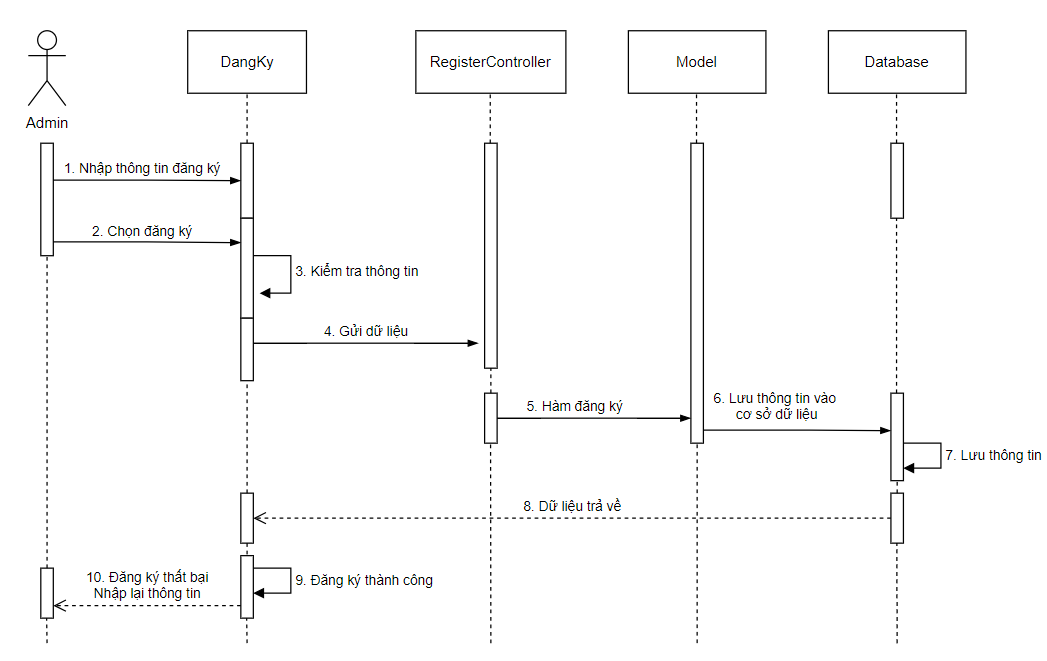 DangKy
RegisterController
Model
Database
Admin
1. Nhập thông tin đăng ký
2. Chọn đăng ký
3. Kiểm tra thông tin
4. Gửi dữ liệu
5. Hàm đăng ký
6. Lưu thông tin vào
cơ sở dữ liệu
7. Lưu thông tin
8. Dữ liệu trả về
9. Đăng ký thành công
10. Đăng ký thất bại
Nhập lại thông tin